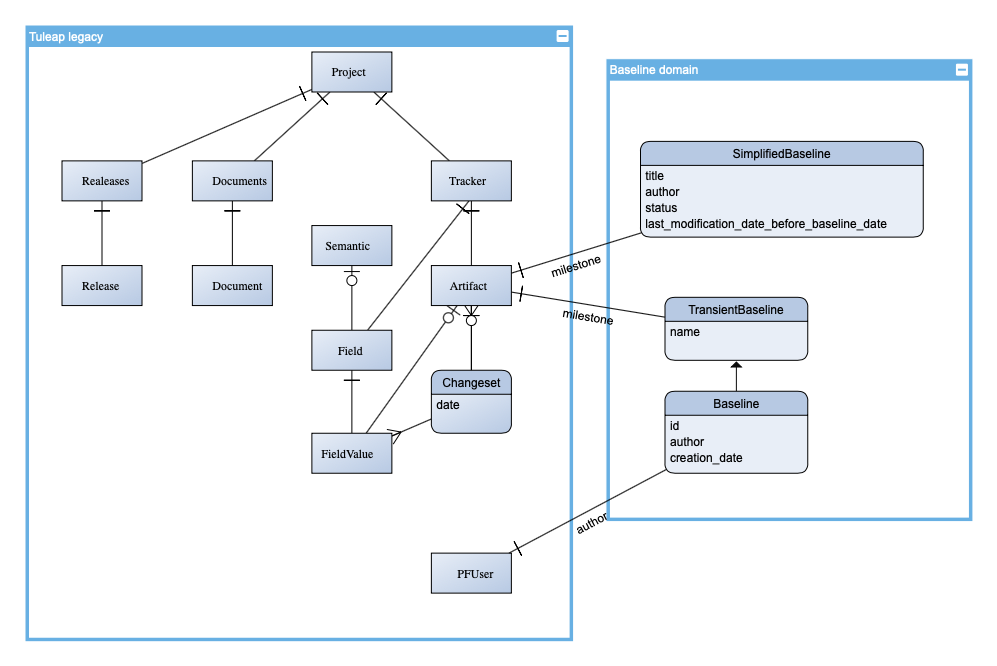 Tuleap legacy
Project
Realeases
Documents
Tracker
Semantic
Release
Document
Artifact
Field
Changeset
date
FieldValue
PFUser
Baseline domain
SimplifiedBaseline
title
author
status
last_modification_date_before_baseline_date
milestone
milestone
TransientBaseline
name
Baseline
id
author
creation_date
author